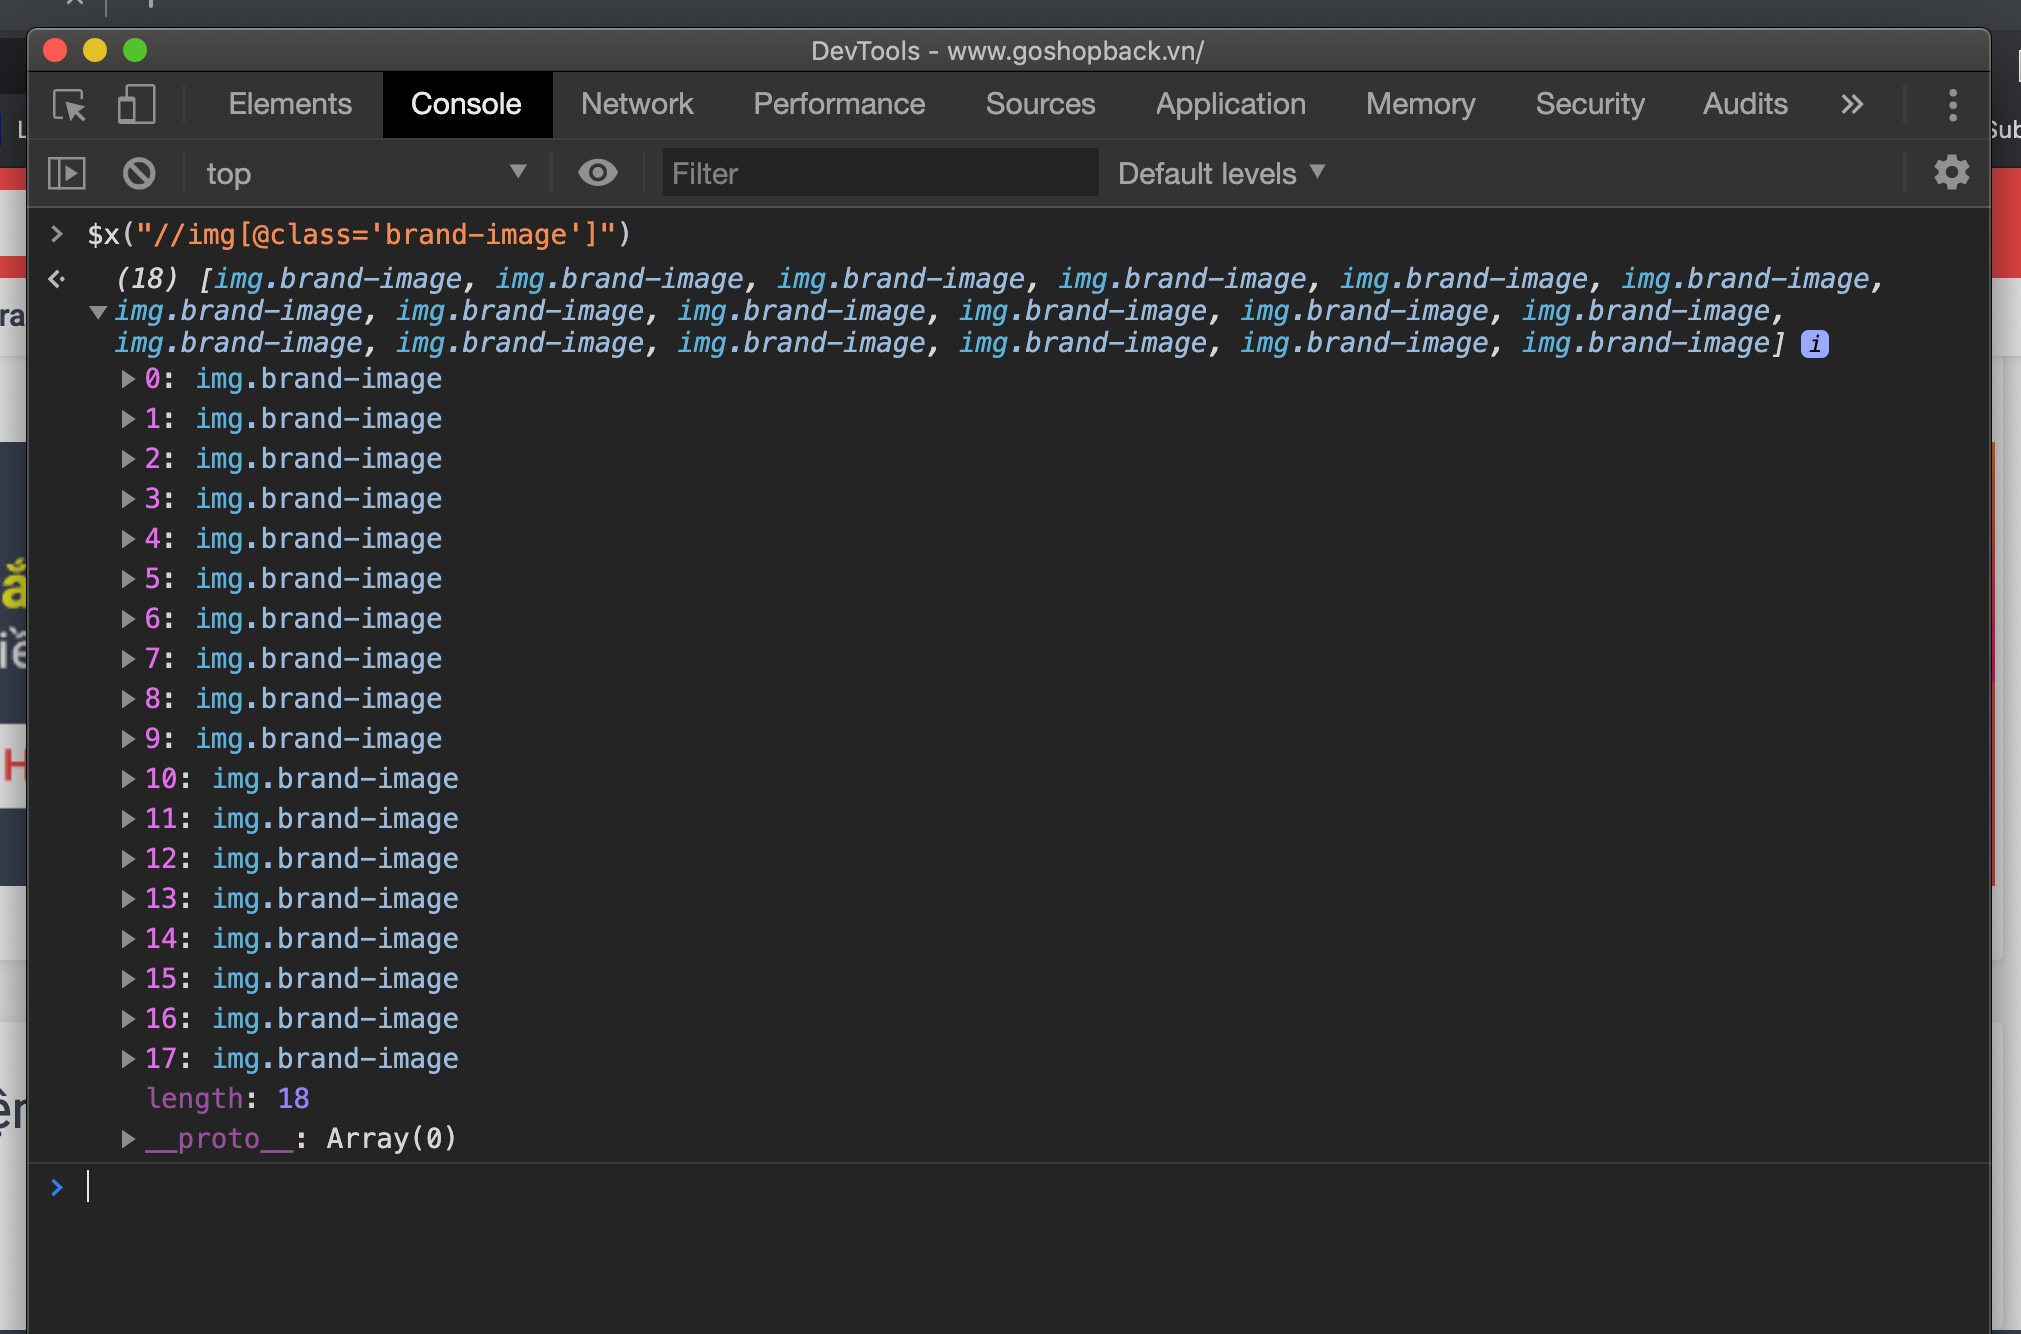 DevTools - www.goshopback.vn/
Elements Console Network Performance Sources Application Memory Security Audits »
top ▼ Filter Default levels ▼
> $x("//img[@class='brand-image']")
(18) [img.brand-image, img.brand-image, img.brand-image, img.brand-image, img.brand-image, img.brand-image,
img.brand-image, img.brand-image, img.brand-image, img.brand-image, img.brand-image, img.brand-image,
img.brand-image, img.brand-image, img.brand-image, img.brand-image, img.brand-image, img.brand-image] i
0: img.brand-image
1: img.brand-image
2: img.brand-image
3: img.brand-image
4: img.brand-image
5: img.brand-image
6: img.brand-image
7: img.brand-image
8: img.brand-image
9: img.brand-image
10: img.brand-image
11: img.brand-image
12: img.brand-image
13: img.brand-image
14: img.brand-image
15: img.brand-image
16: img.brand-image
17: img.brand-image
length: 18
__proto__: Array(0)
>